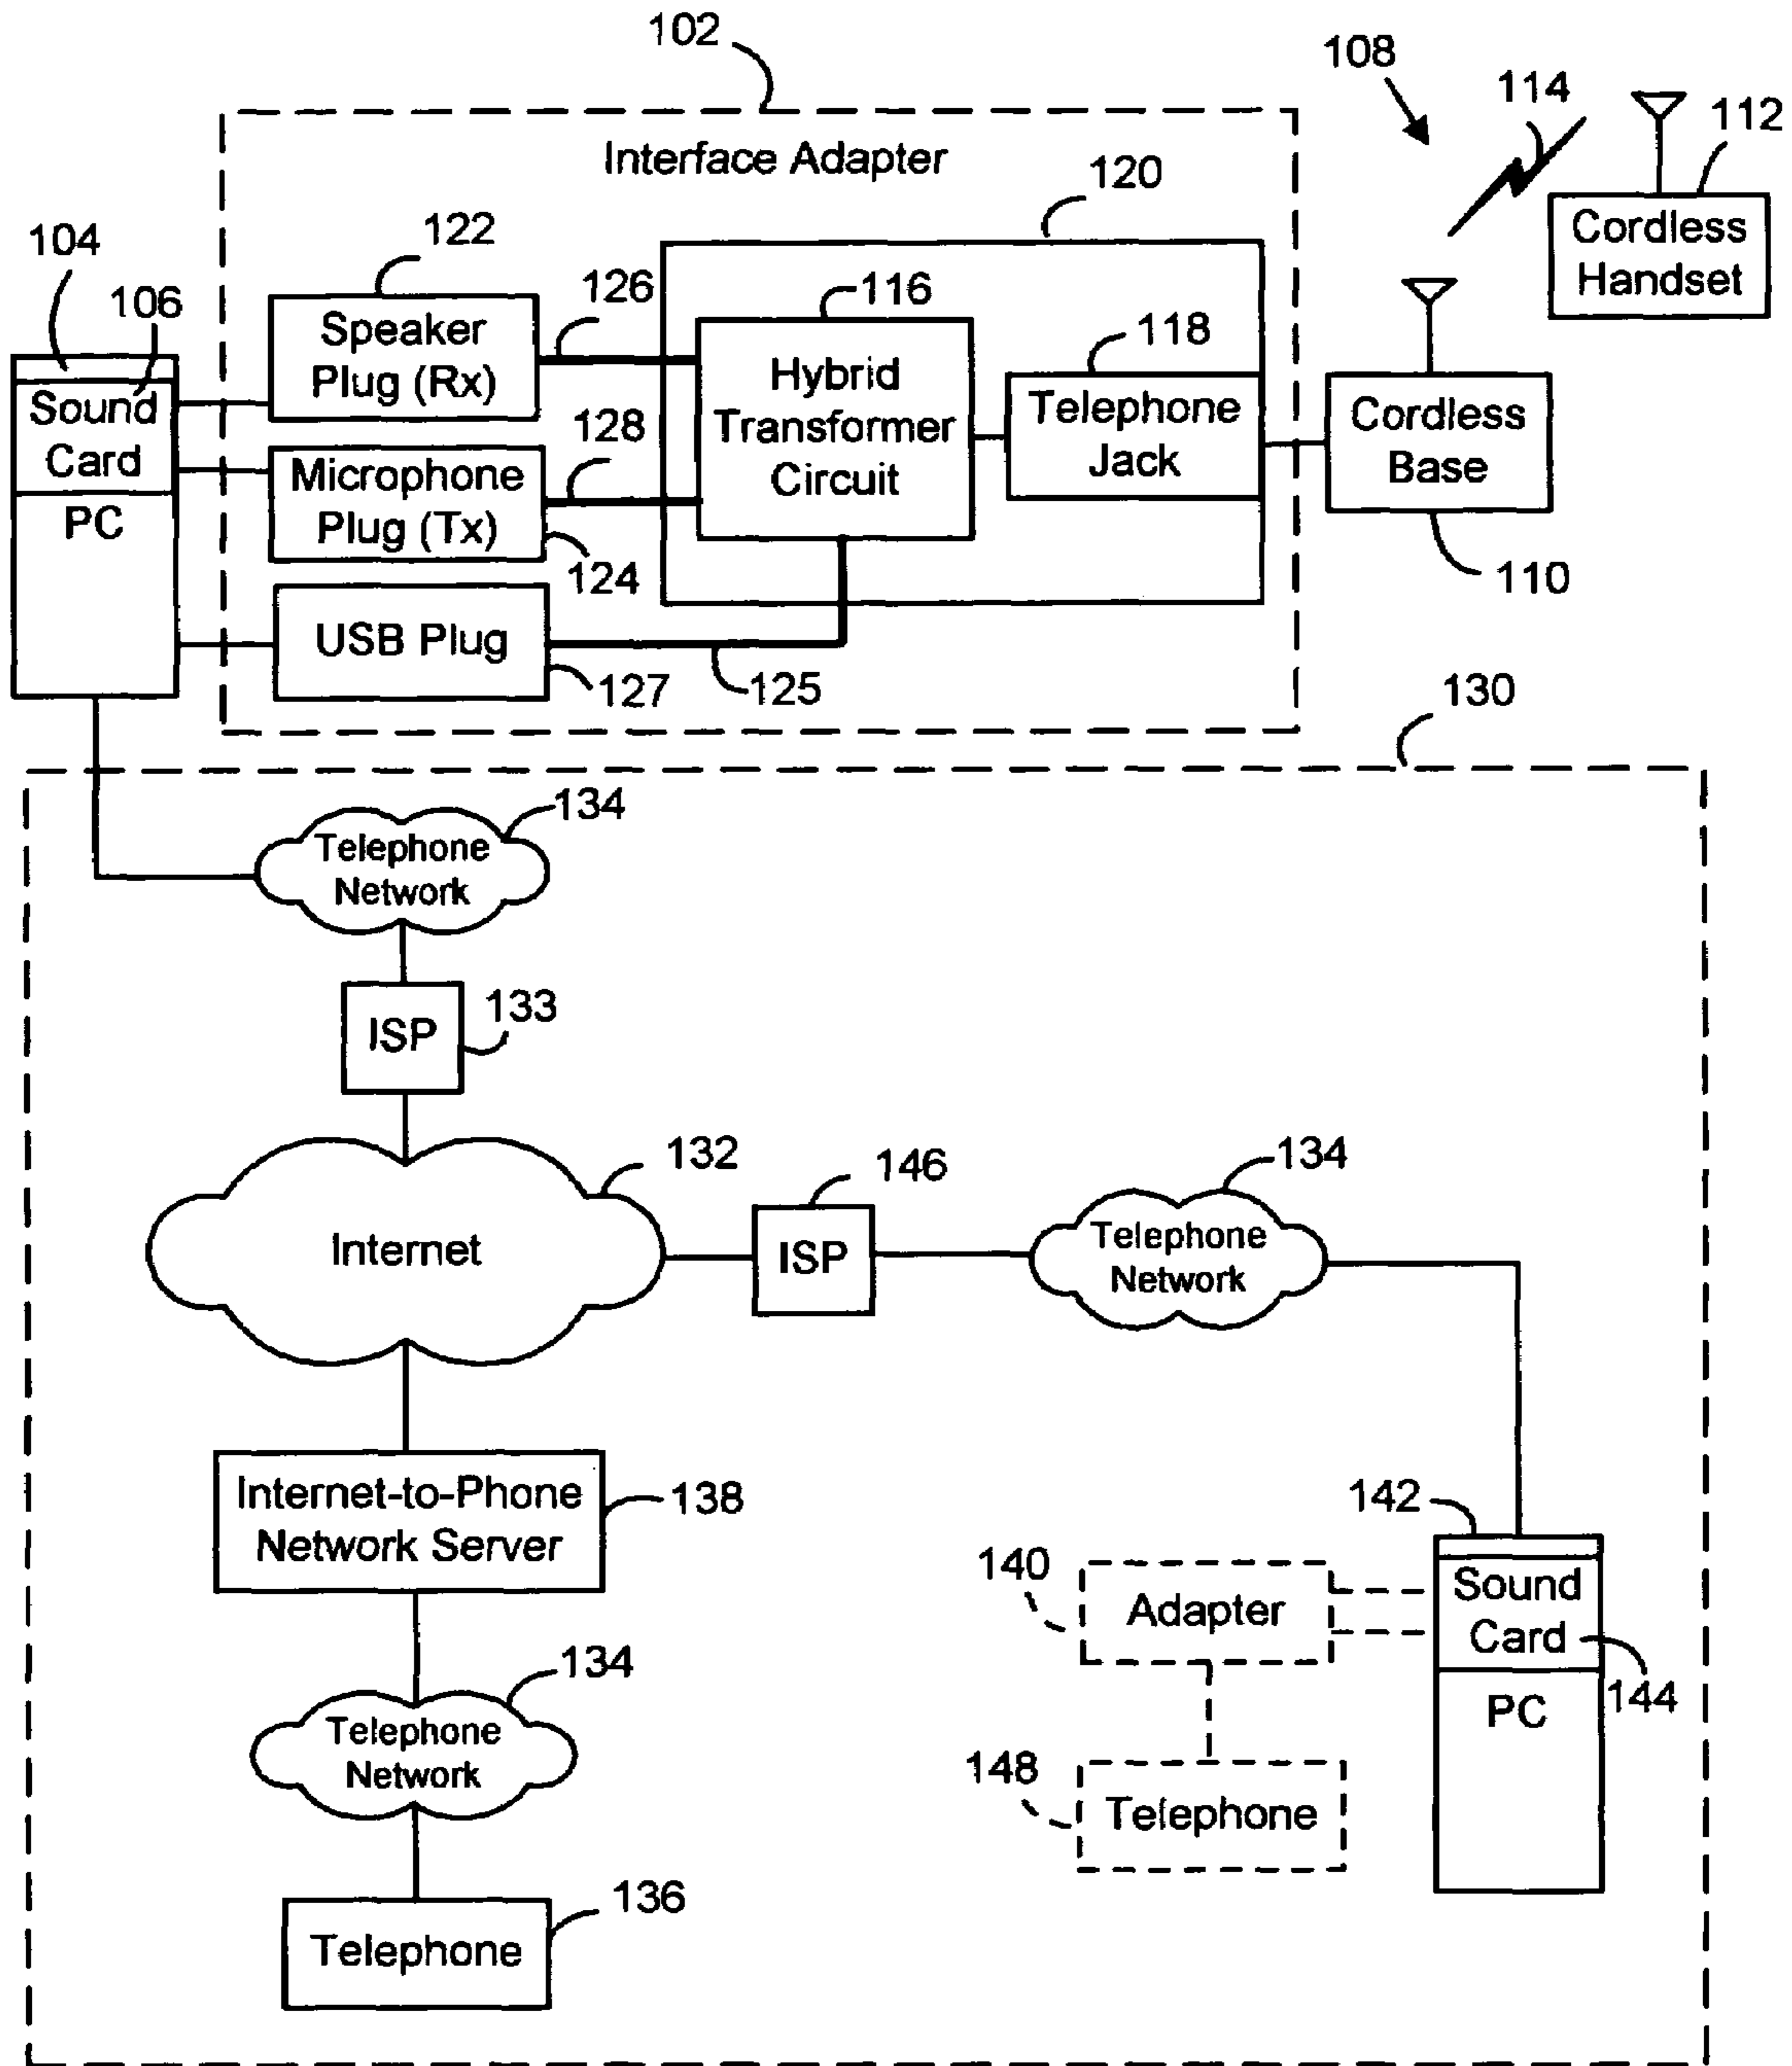 102
108
114
112
Interface Adapter
120
Cordless
Handset
104
122
106
126
116
118
Speaker
Plug (Rx)
Hybrid
Transformer
Circuit
Telephone
Jack
Cordless
Base
Sound
Card
128
Microphone
Plug (Tx)
PC
124
110
USB Plug
127
125
130
134
Telephone
Network
133
ISP
132
146
134
Internet
ISP
Telephone
Network
Internet-to-Phone
Network Server
138
142
140
Adapter
Sound
Card
144
PC
134
Telephone
Network
148
Telephone
136
Telephone